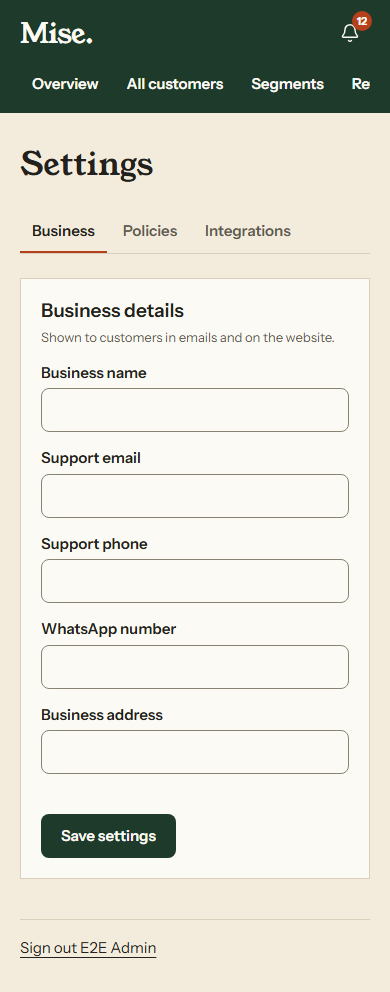 Mise.
12
Overview All customers Segments Re
Settings
Business Policies Integrations
Business details
Shown to customers in emails and on the website.
Business name
Support email
Support phone
WhatsApp number
Business address
Save settings
Sign out E2E Admin